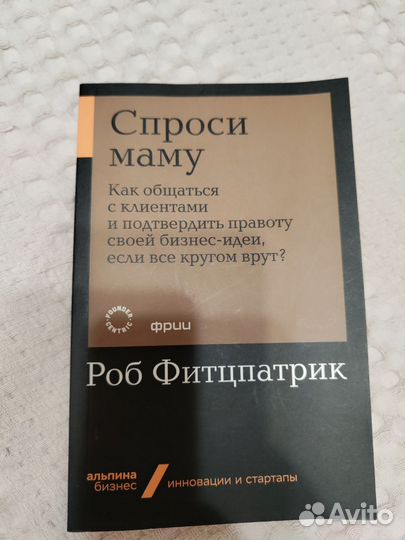 Спроси
маму
Как общаться
с клиентами
и подтвердить правоту
своей бизнес-идеи,
если все кругом врут?
FOUNDER
CENTRIC
фрии
Роб Фитцпатрик
альпина
бизнес
инновации и стартапы
Avito